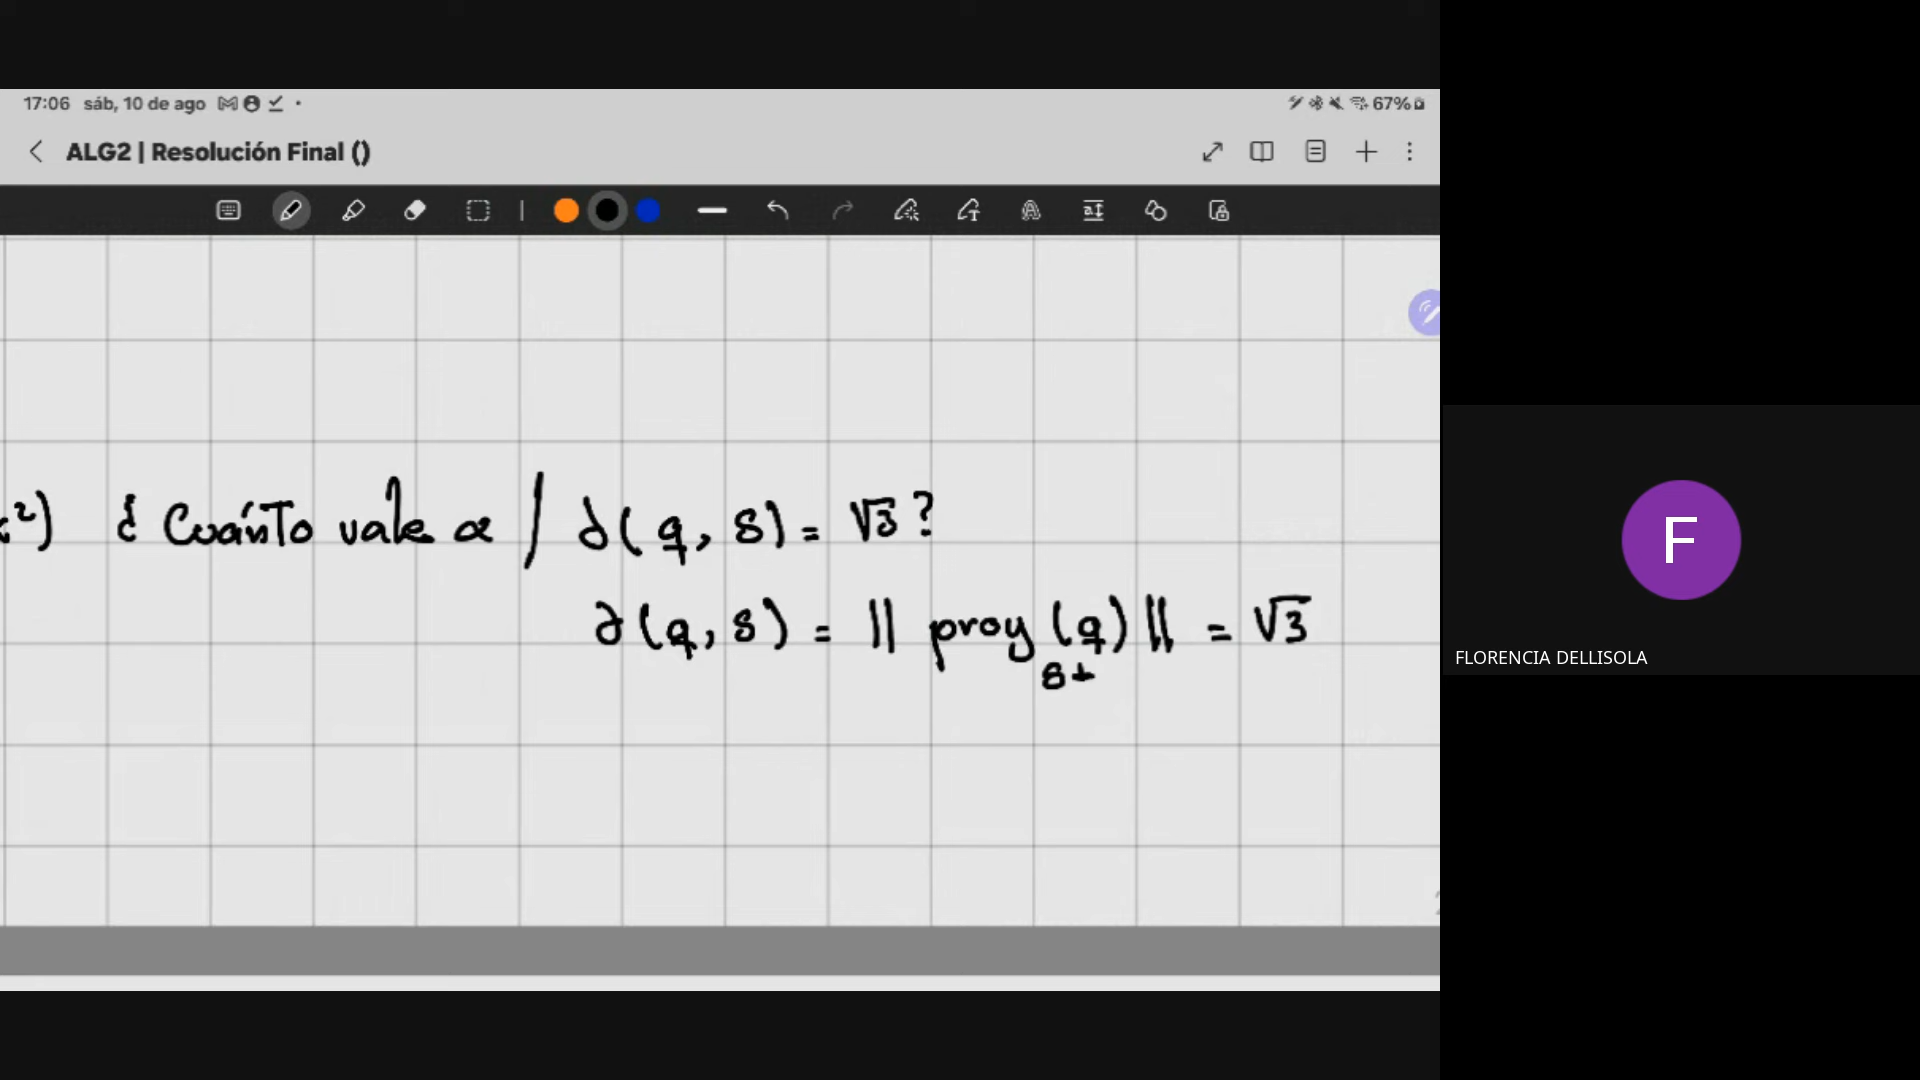 17:06 sáb, 10 de ago
67%
ALG2 | Resolución Final ()
²) ¿ Cuánto vale α / d(q, S) = √3 ?
d(q, S) = || proy (q) || = √3
S⊥
F
FLORENCIA DELLISOLA